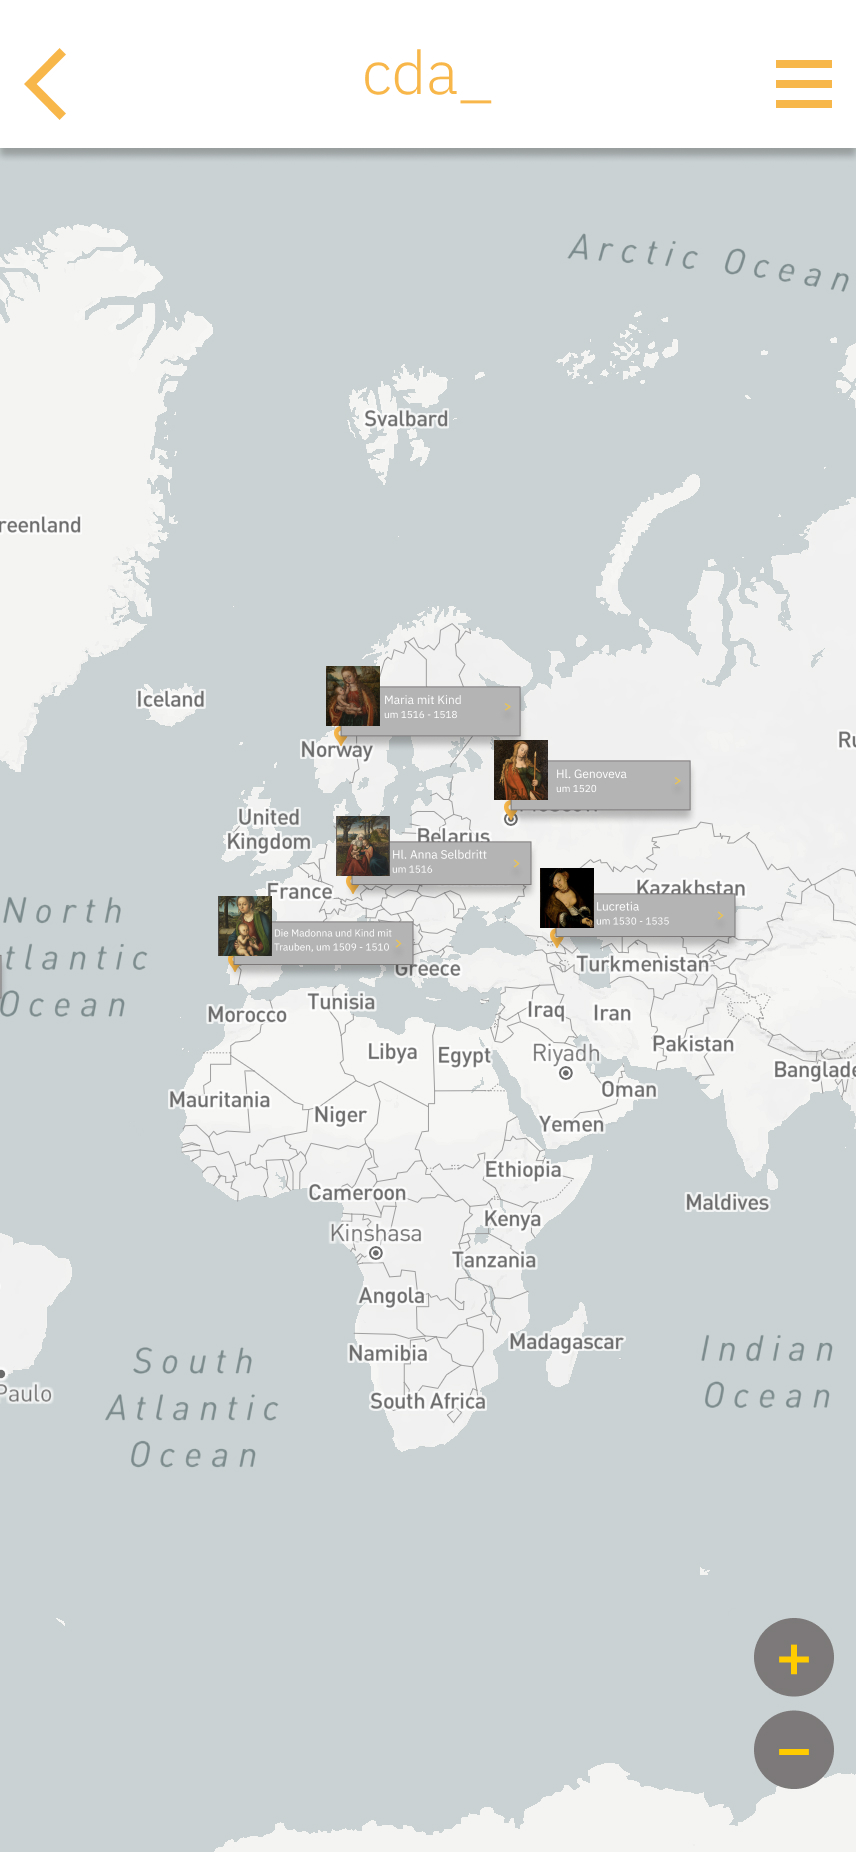 cda_
Arctic Ocean
Svalbard
reenland
Iceland
Maria mit Kind
um 1516 - 1518
>
Norway
Ru
Hl. Genoveva
um 1520
>
United
Kingdom
Belarus
Hl. Anna Selbdritt
um 1516
>
France
Kazakhstan
Lucretia
um 1530 - 1535
>
North
tlantic
Ocean
Die Madonna und Kind mit
Trauben, um 1509 - 1510
>
Greece
Turkmenistan
Morocco
Tunisia
Iraq
Iran
Libya
Egypt
Riyadh
Pakistan
Banglade
Mauritania
Niger
Oman
Yemen
Ethiopia
Cameroon
Kenya
Maldives
Kinshasa
Tanzania
Angola
Namibia
Madagascar
South
Atlantic
Ocean
Indian
Ocean
Paulo
South Africa
+
−